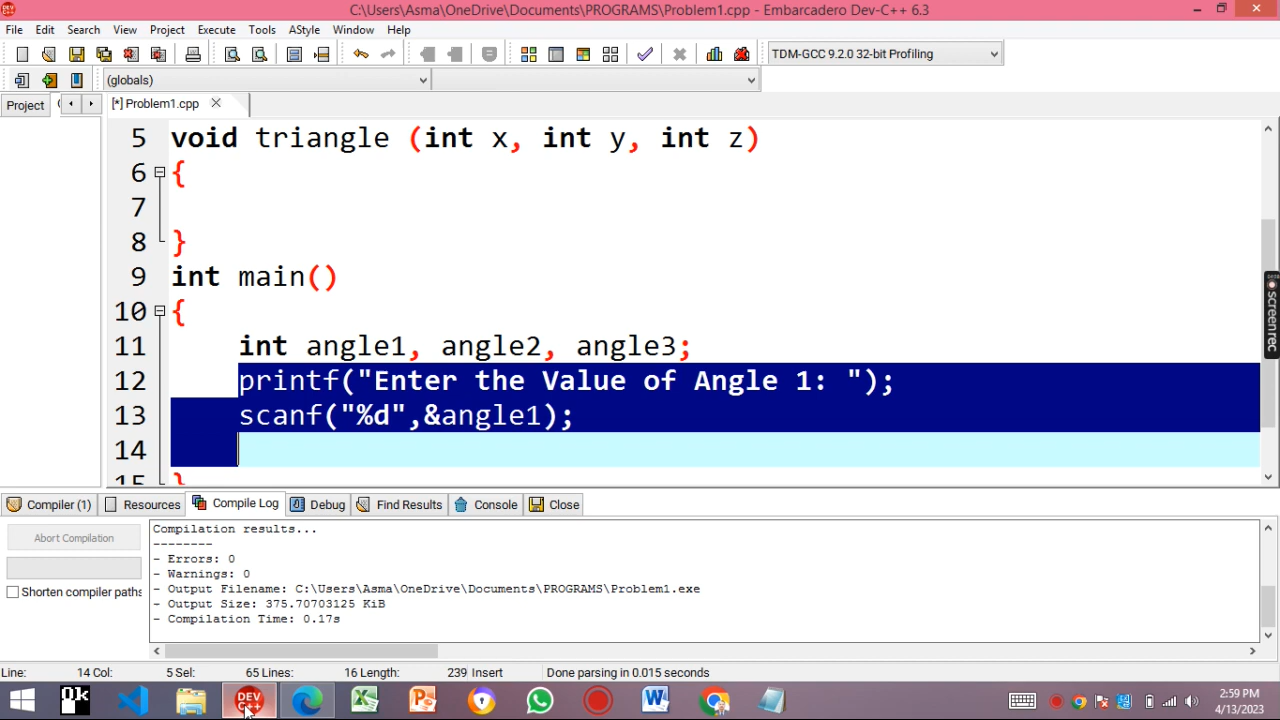 C:\Users\Asma\OneDrive\Documents\PROGRAMS\Problem1.cpp - Embarcadero Dev-C++ 6.3
File Edit Search View Project Execute Tools AStyle Window Help
TDM-GCC 9.2.0 32-bit Profiling
(globals)
Project
[*] Problem1.cpp
5 void triangle (int x, int y, int z)
6 {
7
8 }
9 int main()
10 {
11 int angle1, angle2, angle3;
12 printf("Enter the Value of Angle 1: ");
13 scanf("%d",&angle1);
14
15 }
screenrec
Compiler (1) Resources Compile Log Debug Find Results Console Close
Abort Compilation
Shorten compiler paths
Compilation results...
--------
- Errors: 0
- Warnings: 0
- Output Filename: C:\Users\Asma\OneDrive\Documents\PROGRAMS\Problem1.exe
- Output Size: 375.70703125 KiB
- Compilation Time: 0.17s
Line: 14 Col: 5 Sel: 65 Lines: 16 Length: 239 Insert Done parsing in 0.015 seconds
Ok
DEV C++
2:59 PM
4/13/2023